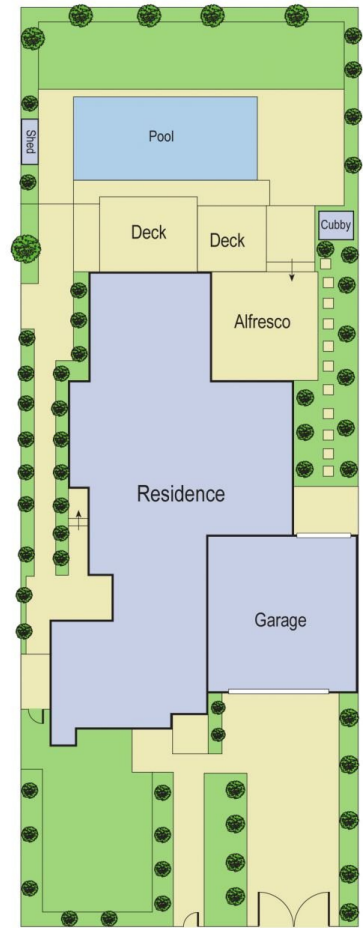 Pool
Shed
Cubby
Deck
Deck
Alfresco
Residence
Garage